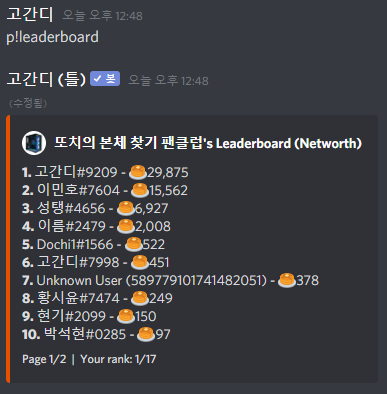 고간디 오늘 오후 12:48
p!leaderboard
고간디 (틀) 봇 오늘 오후 12:48
(수정됨)
또치의 본체 찾기 팬클럽's Leaderboard (Networth)
1. 고간디#9209 - 29,875
2. 이민호#7604 - 15,562
3. 성탱#4656 - 6,927
4. 이름#2479 - 2,008
5. Dochi1#1566 - 522
6. 고간디#7998 - 451
7. Unknown User (589779101741482051) - 378
8. 황시윤#7474 - 249
9. 현기#2099 - 150
10. 박석현#0285 - 97
Page 1/2 | Your rank: 1/17